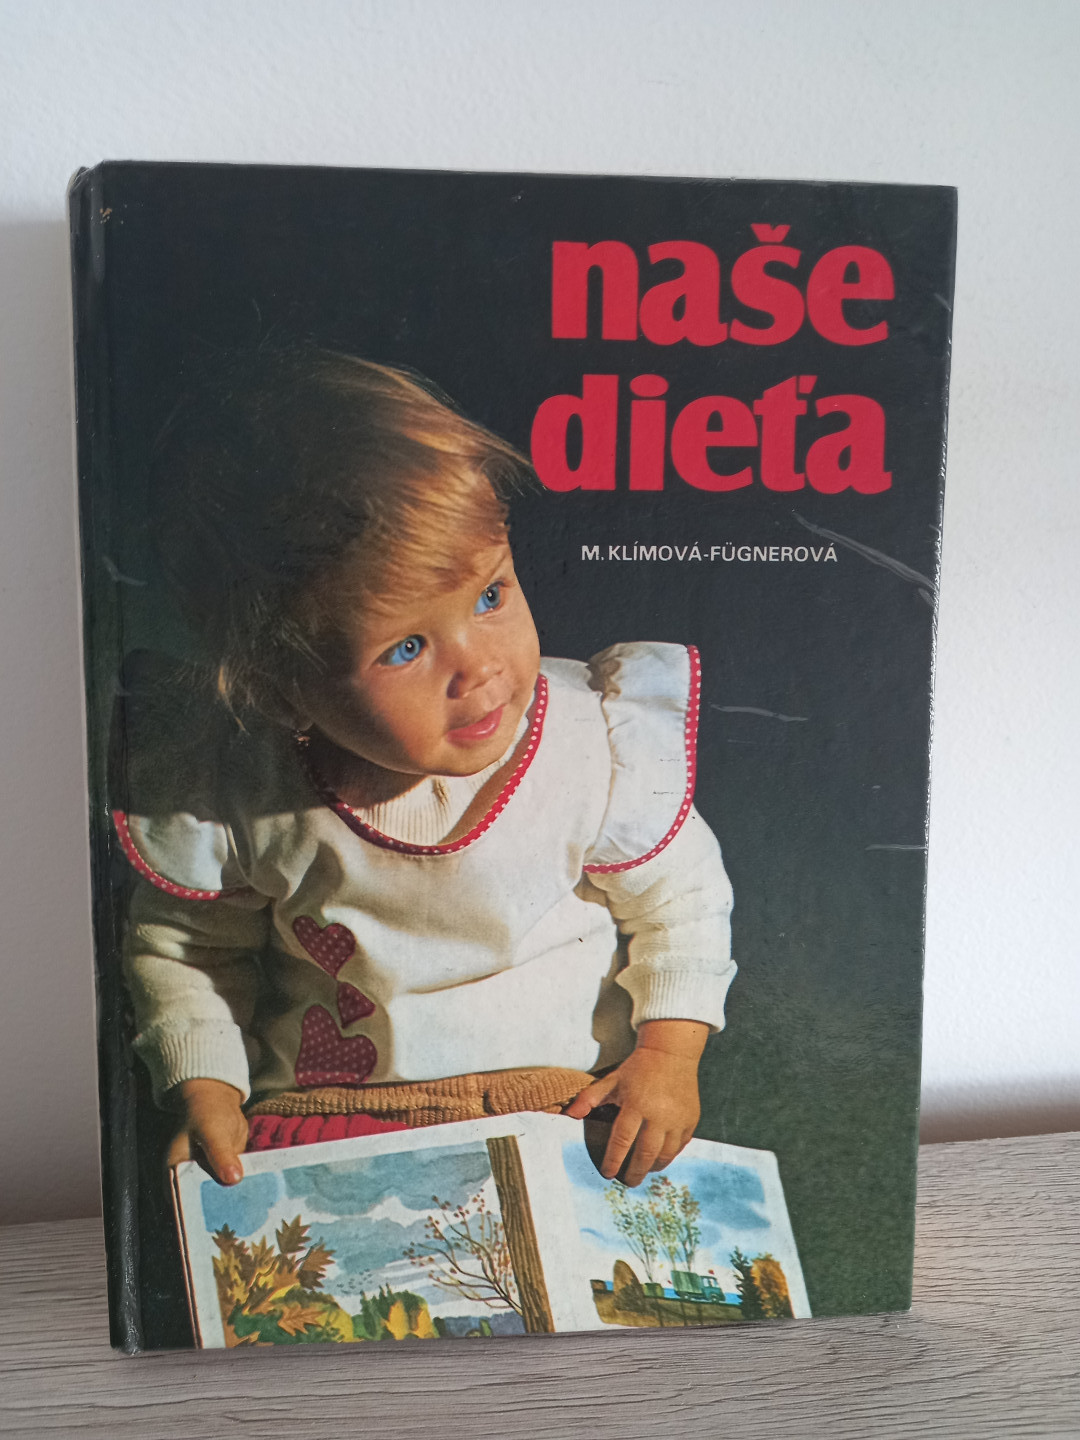 naše
dieťa
M. KLÍMOVÁ-FÜGNEROVÁ